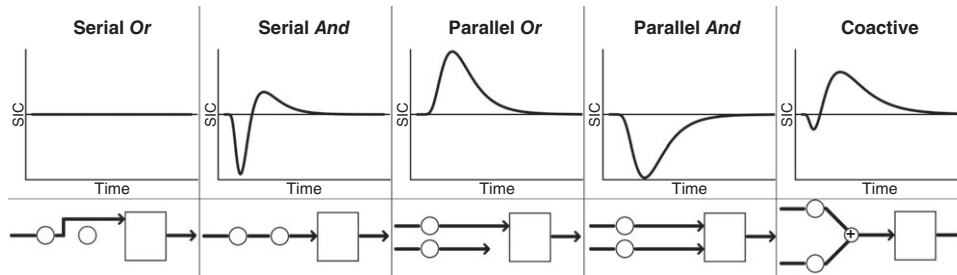 Serial Or
Serial And
Parallel Or
Parallel And
Coactive
SIC
SIC
SIC
SIC
SIC
Time
Time
Time
Time
Time
+